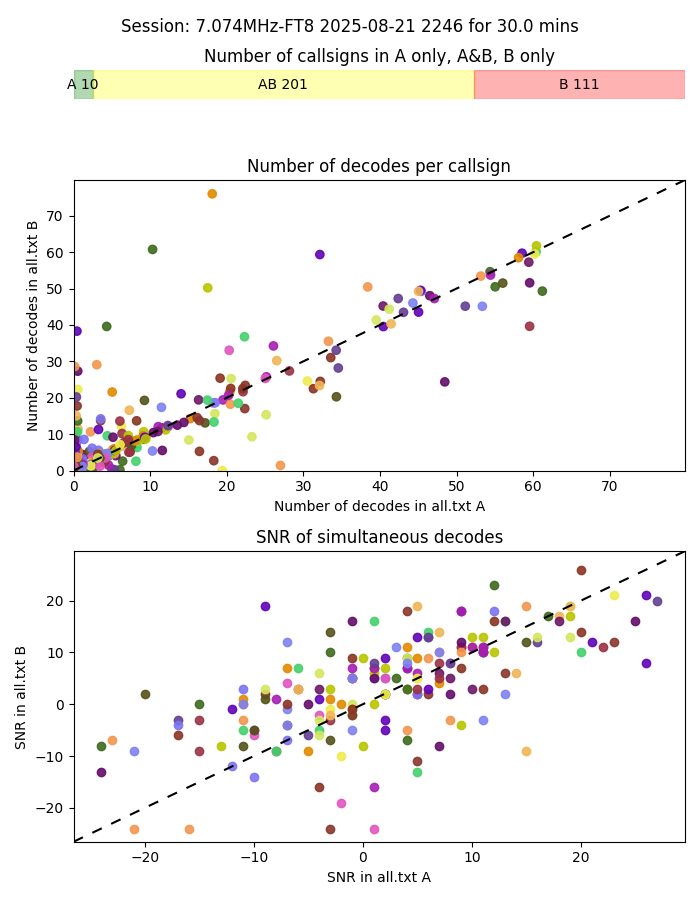 Session: 7.074MHz-FT8 2025-08-21 2246 for 30.0 mins
Number of callsigns in A only, A&B, B only
A 10 AB 201 B 111
Number of decodes per callsign
Number of decodes in all.txt B
70
60
50
40
30
20
10
0
0 10 20 30 40 50 60 70
Number of decodes in all.txt A
SNR of simultaneous decodes
SNR in all.txt B
20
10
0
−10
−20
−20 −10 0 10 20
SNR in all.txt A